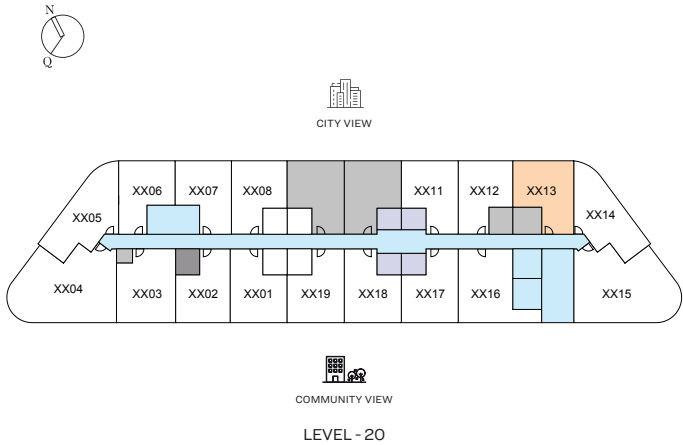 N
Q
CITY VIEW
XX06 XX07 XX08 XX11 XX12 XX13
XX05 XX14
XX04 XX03 XX02 XX01 XX19 XX18 XX17 XX16 XX15
COMMUNITY VIEW
LEVEL - 20